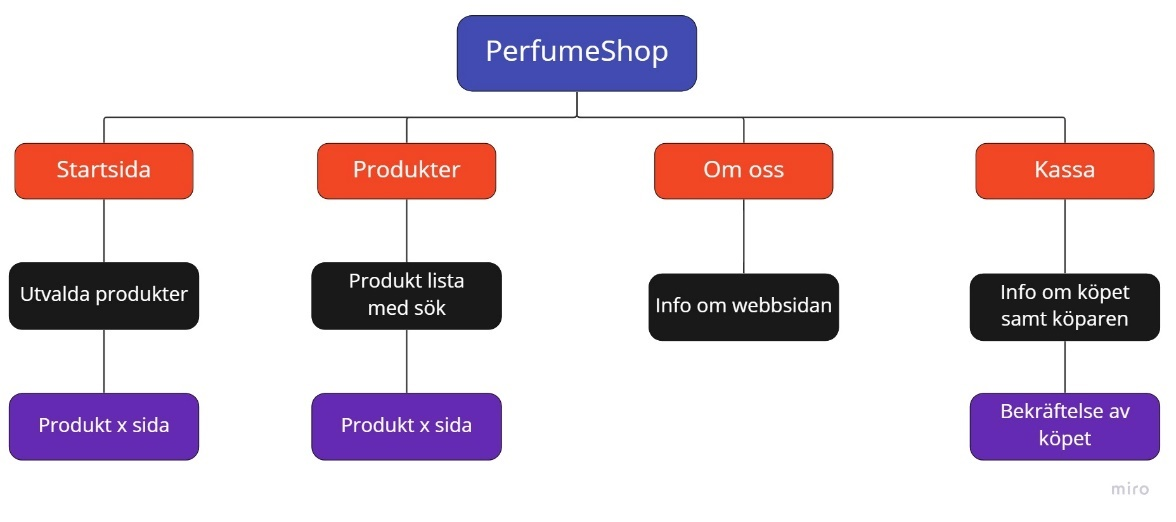 PerfumeShop
Startsida
Produkter
Om oss
Kassa
Utvalda produkter
Produkt lista
med sök
Info om webbsidan
Info om köpet
samt köparen
Produkt x sida
Produkt x sida
Bekräftelse av
köpet
miro